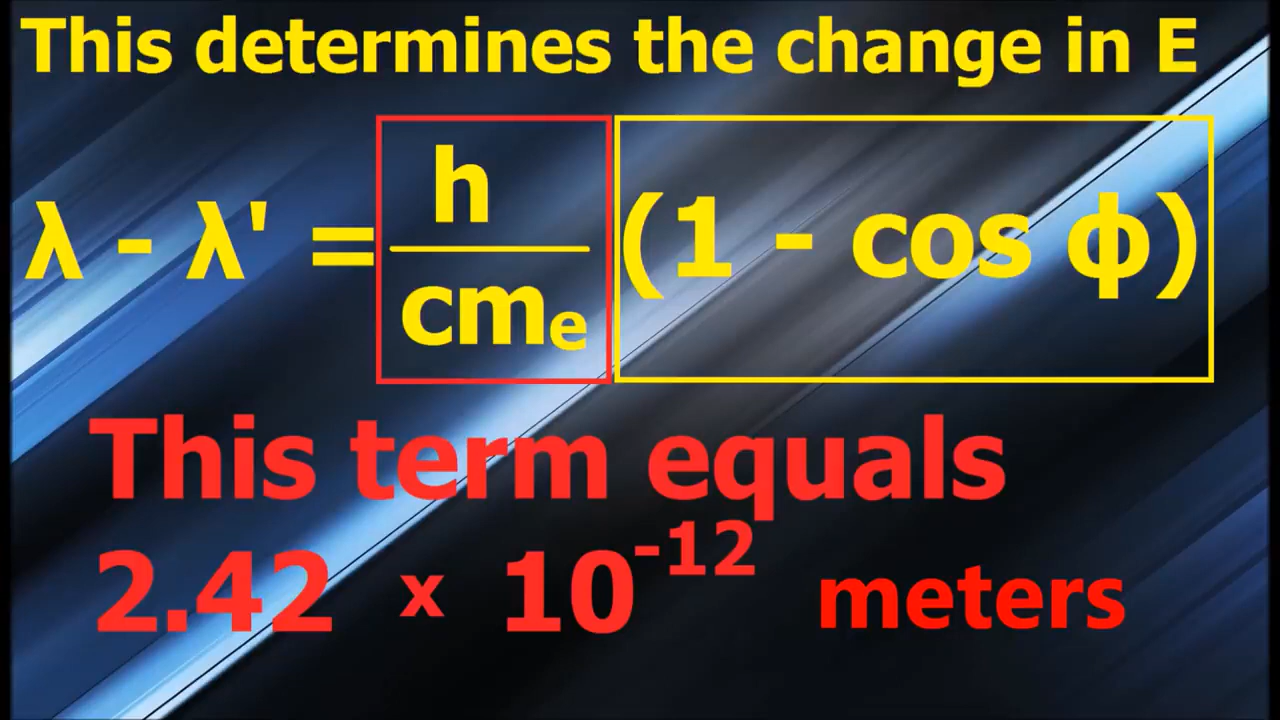 This determines the change in E
λ - λ' = h / cmₑ (1 - cos ϕ)
This term equals
2.42 x 10⁻¹² meters